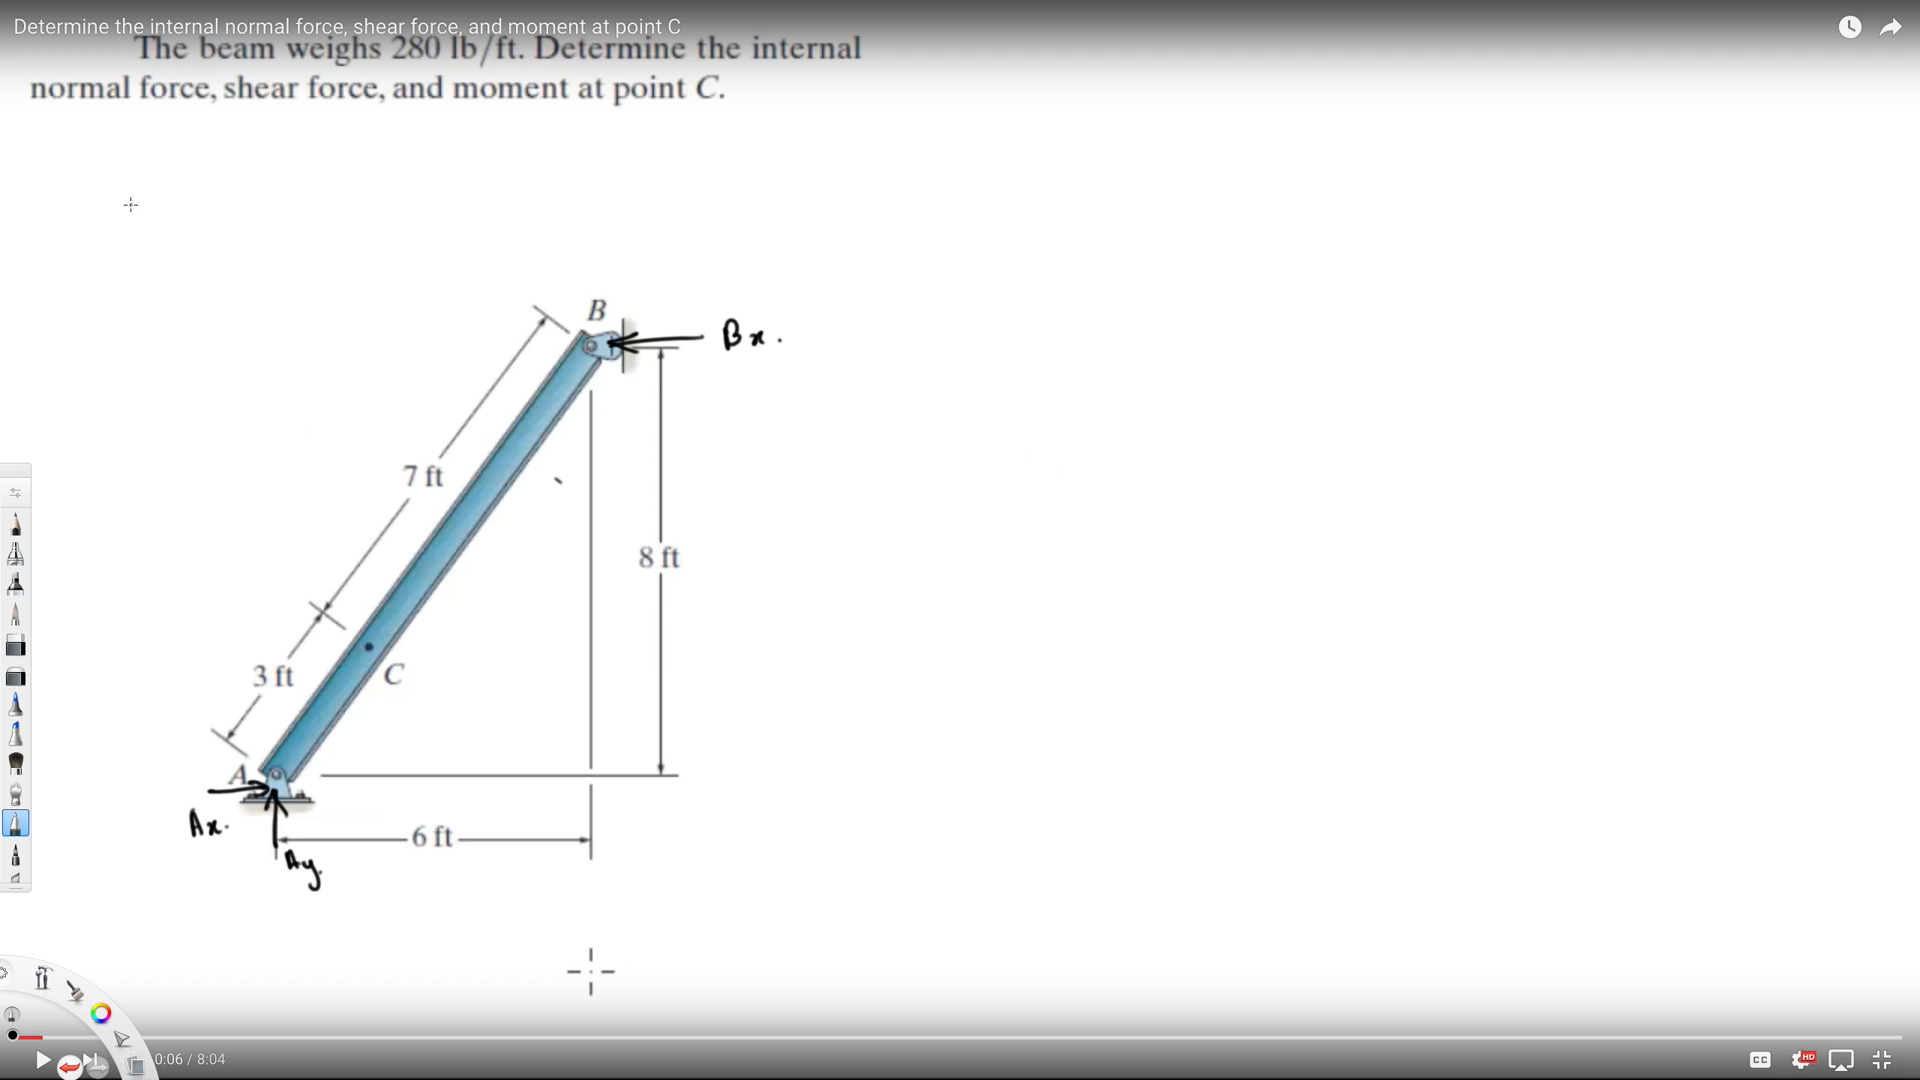 Determine the internal normal force, shear force, and moment at point C
The beam weighs 280 lb/ft. Determine the internal
normal force, shear force, and moment at point C.
B
Bx.
7 ft
8 ft
3 ft
C
A
Ax.
6 ft
Ay.
0:06 / 8:04
CC
HD